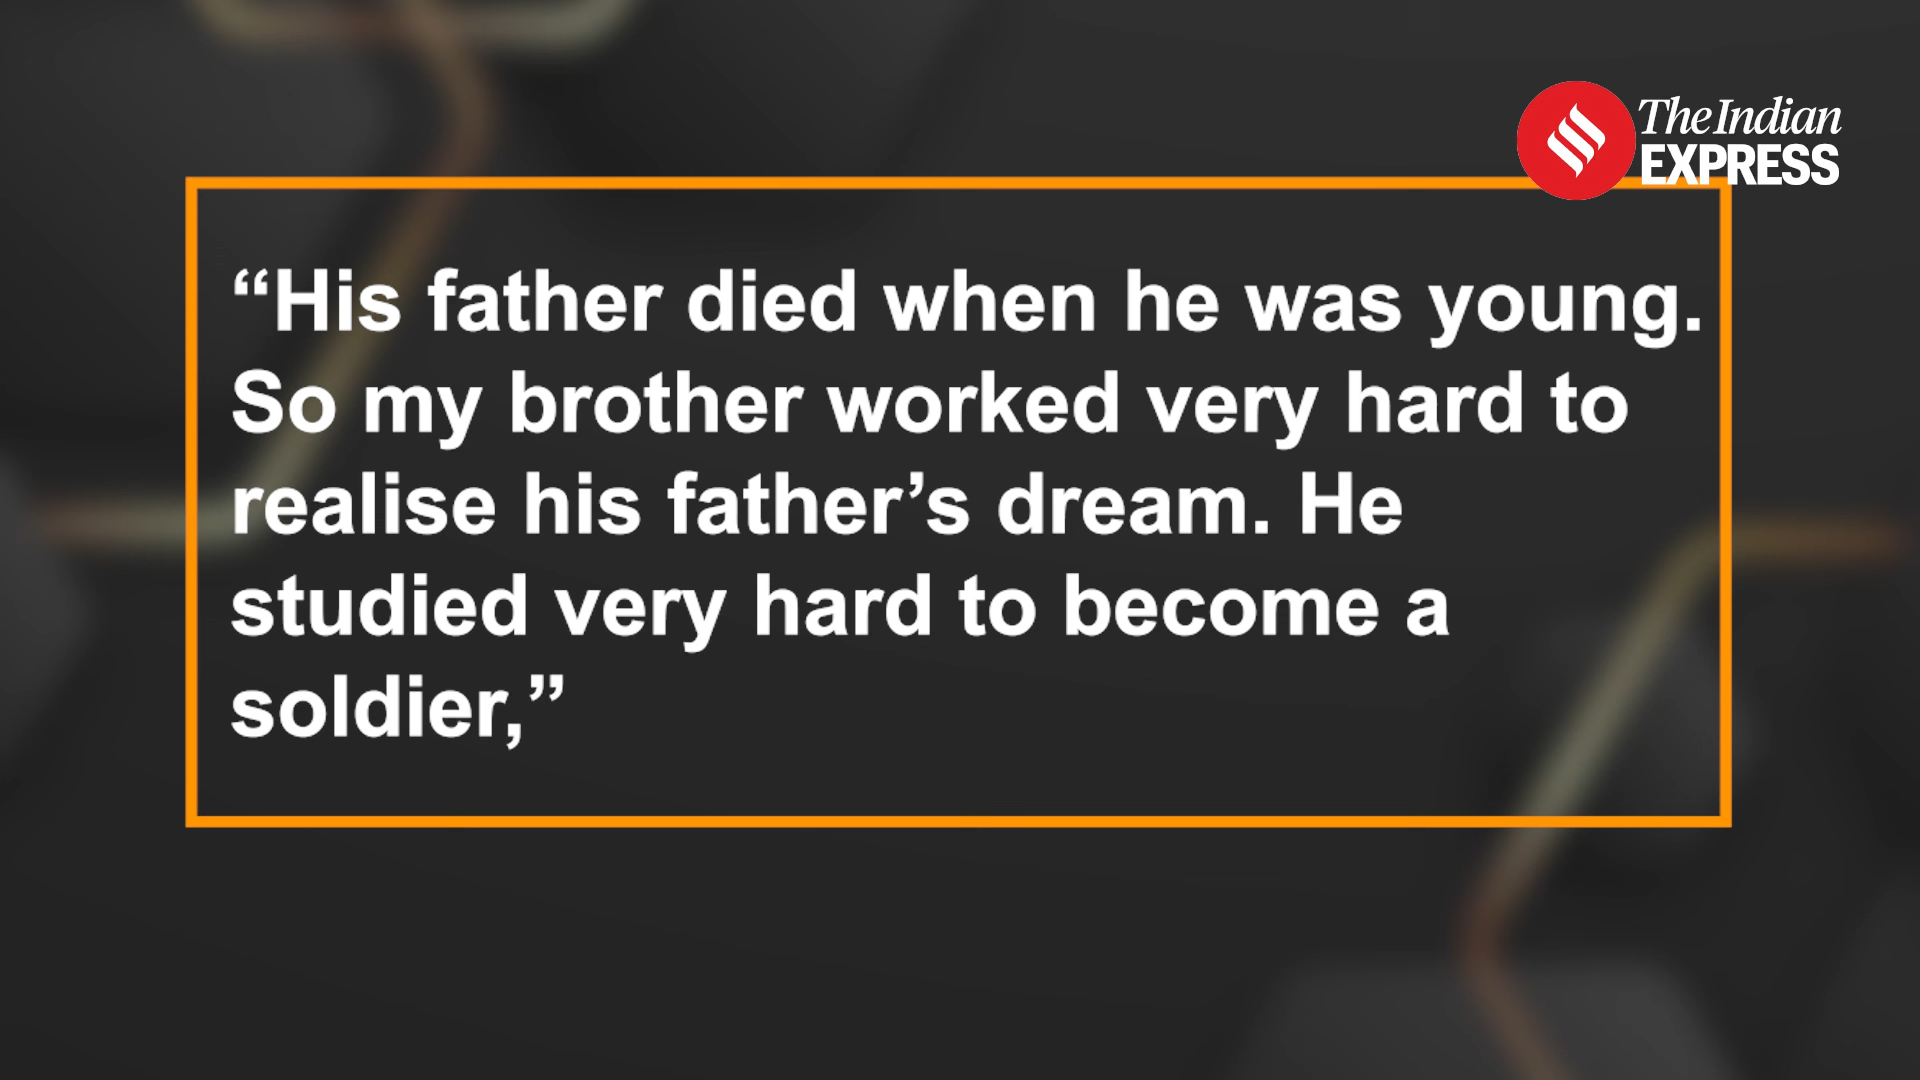 The Indian
EXPRESS
“His father died when he was young.
So my brother worked very hard to
realise his father’s dream. He
studied very hard to become a
soldier,”